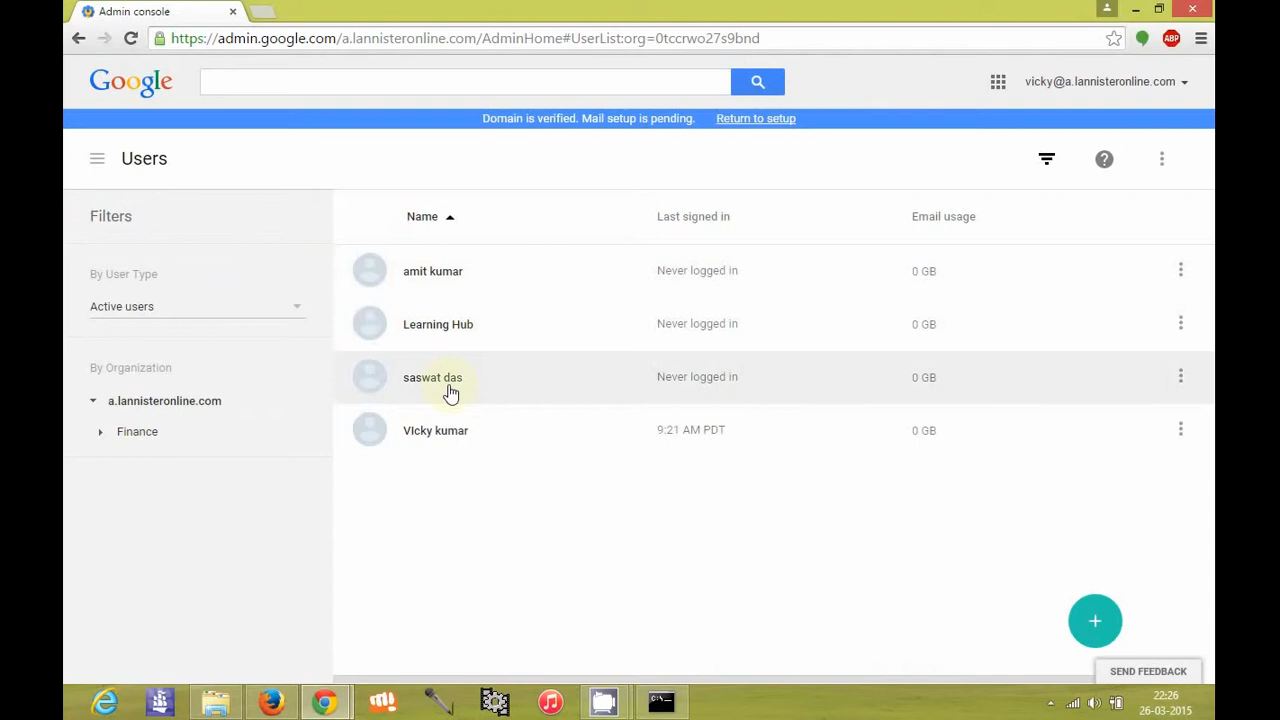 Admin console
https://admin.google.com/a.lannisteronline.com/AdminHome#UserList:org=0tccrwo27s9bnd
ABP
Google
vicky@a.lannisteronline.com
Domain is verified. Mail setup is pending. Return to setup
Users
Filters
Name Last signed in Email usage
By User Type
Active users
By Organization
a.lannisteronline.com
Finance
amit kumar Never logged in 0 GB
Learning Hub Never logged in 0 GB
saswat das Never logged in 0 GB
VIcky kumar 9:21 AM PDT 0 GB
SEND FEEDBACK
22:26
26-03-2015